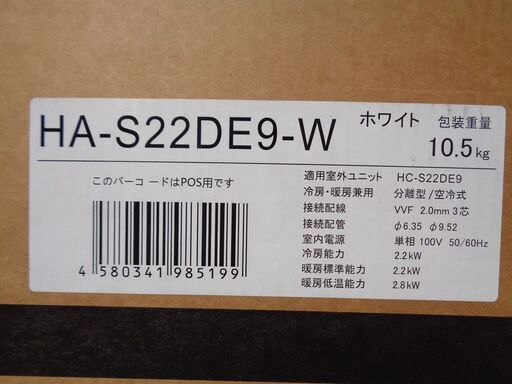 HA-S22DE9-W ホワイト 包装重量
10.5kg
このバーコードはPOS用です
4 580341 985199
適用室外ユニット HC-S22DE9
冷房・暖房兼用 分離型/空冷式
接続配線 VVF 2.0mm 3芯
接続配管 φ6.35 φ9.52
室内電源 単相 100V 50/60Hz
冷房能力 2.2kW
暖房標準能力 2.2kW
暖房低温能力 2.8kW